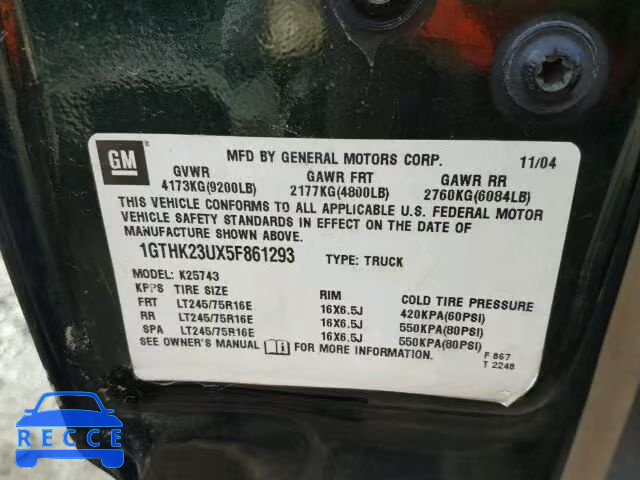 GM
MFD BY GENERAL MOTORS CORP. 11/04
GVWR GAWR FRT GAWR RR
4173KG(9200LB) 2177KG(4800LB) 2760KG(6084LB)
THIS VEHICLE CONFORMS TO ALL APPLICABLE U.S. FEDERAL MOTOR
VEHICLE SAFETY STANDARDS IN EFFECT ON THE DATE OF
MANUFACTURE SHOWN ABOVE.
1GTHK23UX5F861293 TYPE: TRUCK
MODEL: K25743
KPPS TIRE SIZE RIM COLD TIRE PRESSURE
FRT LT245/75R16E 16X6.5J 420KPA(60PSI)
RR LT245/75R16E 16X6.5J 550KPA(80PSI)
SPA LT245/75R16E 16X6.5J 550KPA(80PSI)
SEE OWNER'S MANUAL FOR MORE INFORMATION.
F 867
T 2248
RECCE